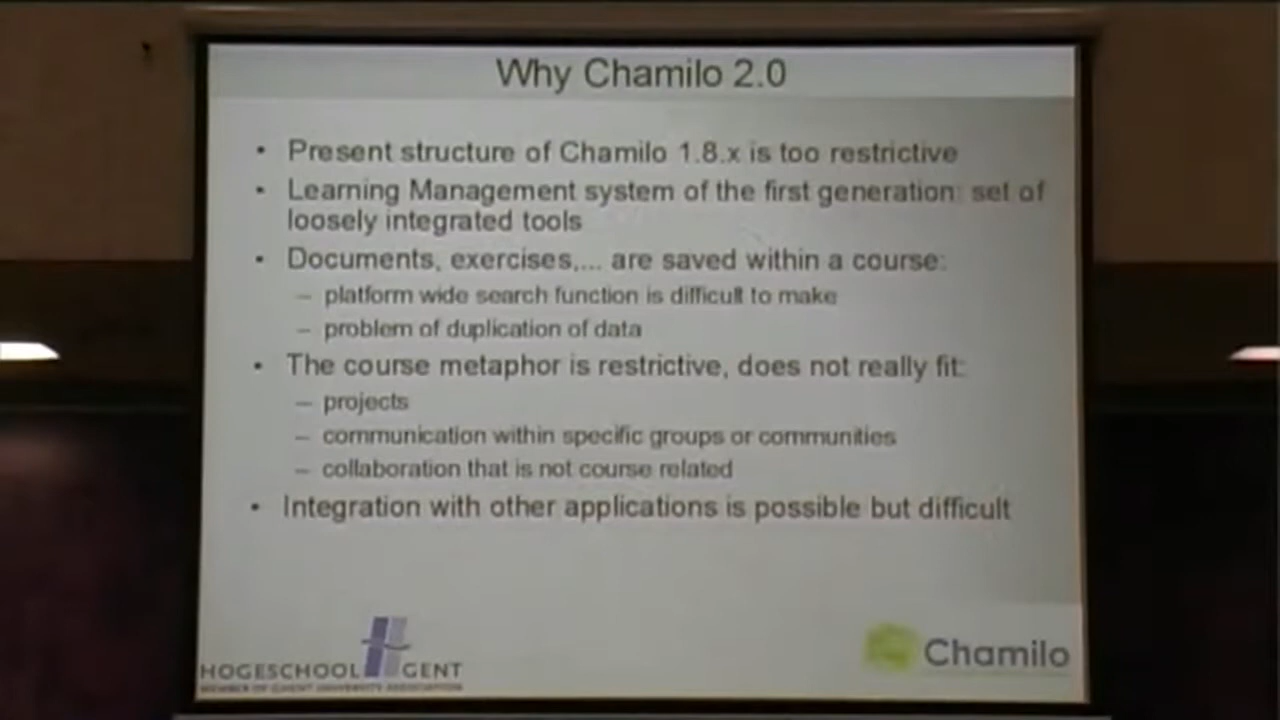 Why Chamilo 2.0
• Present structure of Chamilo 1.8.x is too restrictive
• Learning Management system of the first generation: set of
loosely integrated tools
• Documents, exercises,... are saved within a course:
– platform wide search function is difficult to make
– problem of duplication of data
• The course metaphor is restrictive, does not really fit:
– projects
– communication within specific groups or communities
– collaboration that is not course related
• Integration with other applications is possible but difficult
HOGESCHOOL GENT
MEMBER OF GHENT UNIVERSITY ASSOCIATION
Chamilo